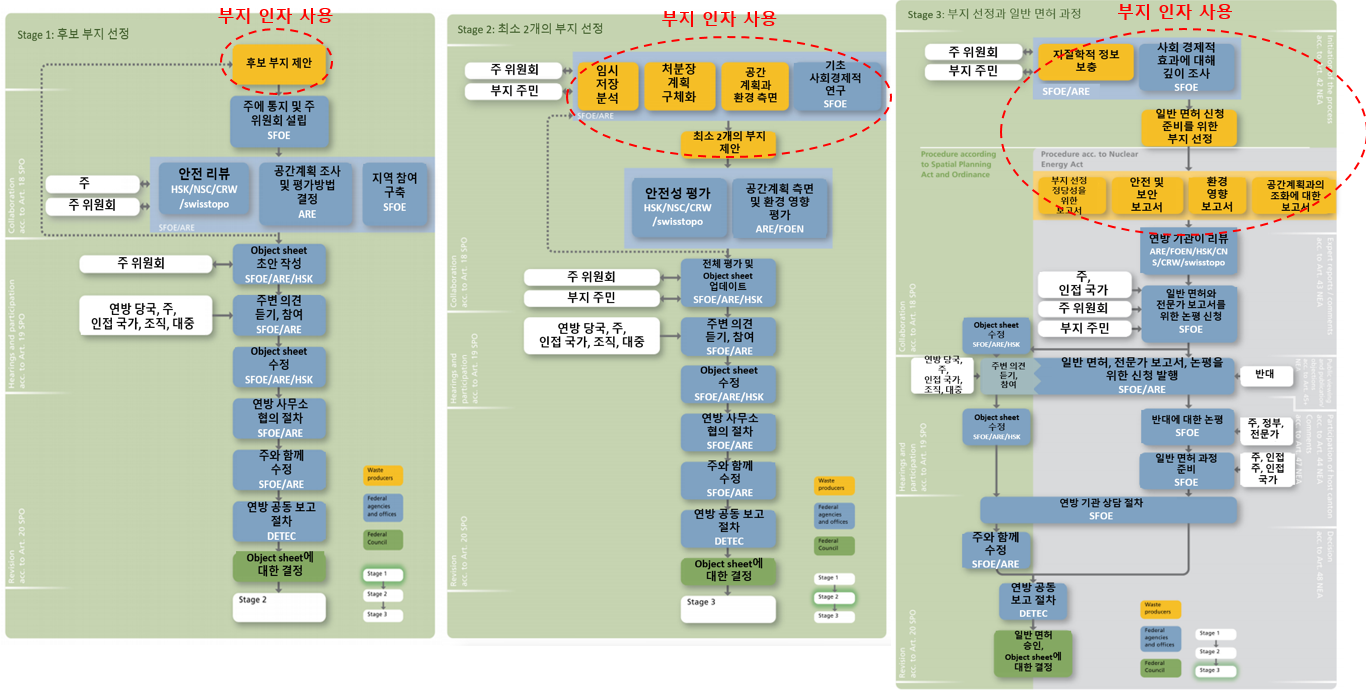 부지 인자 사용
Stage 1: 후보 부지 선정
후보 부지 제안
주에 통지 및 주
위원회 설립
SFOE
주
주 위원회
안전 리뷰
HSK/NSC/CRW
/swisstopo
공간계획 조사
및 평가방법
결정
ARE
지역 참여
구축
SFOE
SFOE/ARE
Collaboration
acc. to Art. 18 SPO
주 위원회
Object sheet
초안 작성
SFOE/ARE/HSK
연방 당국, 주,
인접 국가, 조직, 대중
주변 의견
듣기, 참여
SFOE/ARE
Object sheet
수정
SFOE/ARE/HSK
Hearings and participation
acc. to Art. 19 SPO
연방 사무소
협의 절차
SFOE/ARE
주와 함께
수정
SFOE/ARE
연방 공동 보고
절차
DETEC
Object sheet에
대한 결정
Stage 2
Revision
acc. to Art. 20 SPO
Waste
producers
Federal
agencies
and offices
Federal
Council
Stage 1
Stage 2
Stage 3
부지 인자 사용
Stage 2: 최소 2개의 부지 선정
주 위원회
부지 주민
임시
저장
분석
처분장
계획
구체화
공간
계획과
환경 측면
기초
사회경제적
연구
SFOE
SFOE/ARE
최소 2개의 부지
제안
안전성 평가
HSK/NSC/CRW
/swisstopo
공간계획 측면
및 환경 영향
평가
ARE/FOEN
Collaboration
acc. to Art. 18 SPO
주 위원회
부지 주민
전체 평가 및
Object sheet
업데이트
SFOE/ARE/HSK
연방 당국, 주,
인접 국가, 조직, 대중
주변 의견
듣기, 참여
SFOE/ARE
Object sheet
수정
SFOE/ARE/HSK
Hearings and
participation
acc. to Art. 19 SPO
연방 사무소
협의 절차
SFOE/ARE
주와 함께
수정
SFOE/ARE
연방 공동 보고
절차
DETEC
Object sheet에
대한 결정
Stage 3
Revision
acc. to Art. 20 SPO
Waste
producers
Federal
agencies
and offices
Federal
Council
Stage 1
Stage 2
Stage 3
부지 인자 사용
Stage 3: 부지 선정과 일반 면허 과정
주 위원회
부지 주민
지질학적 정보
보충
SFOE/ARE
사회 경제적
효과에 대해
깊이 조사
SFOE
Initiation of the process
acc. to Art. 42 NEA
일반 면허 신청
준비를 위한
부지 선정
Procedure according
to Spatial Planning
Act and Ordinance
Procedure acc. to Nuclear
Energy Act
부지 선정
정당성을
위한
보고서
안전 및
보안
보고서
환경
영향
보고서
공간계획과의
조화에 대한
보고서
연방 기관이 리뷰
ARE/FOEN/HSK/CN
S/CRW/swisstopo
주,
인접 국가
주 위원회
부지 주민
일반 면허와
전문가 보고서를
위한 논평 신청
SFOE
Expert reports / comments
acc. to Art. 43 NEA
Collaboration
acc. to Art. 18 SPO
Object sheet
수정
SFOE/ARE/HSK
연방 당국,
주,
인접 국가,
조직, 대중
주변 의견
듣기,
참여
일반 면허, 전문가 보고서, 논평을
위한 신청 발행
SFOE/ARE
반대
Object sheet
수정
SFOE/ARE/HSK
반대에 대한 논평
SFOE
주, 정부,
전문가
일반 면허 과정
준비
SFOE
주, 인접
주, 인접
국가
Participation of host canton
acc. to Art. 44 NEA
Comments
acc. to Art. 47 NEA
Hearings and
participation
acc. to Art. 19 SPO
연방 기관 상담 절차
SFOE
주와 함께
수정
SFOE/ARE
연방 공동
보고 절차
DETEC
일반 면허
승인,
Object sheet에
대한 결정
Decision
acc. to Art. 48 NEA
Revision
acc. to Art. 20 SPO
Waste
producers
Federal
agencies
and offices
Federal
Council
Stage 1
Stage 2
Stage 3